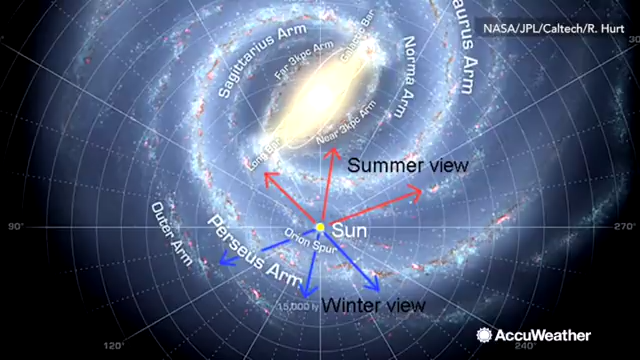 NASA/JPL/Caltech/R. Hurt
Sagittarius Arm
Far 3kpc Arm
Galactic Bar
Norma Arm
aurus Arm
30
Near 3kpc Arm
Long Bar
Summer view
90°
Sun
270°
Orion Spur
Outer Arm
Perseus Arm
15,000 ly
Winter view
AccuWeather
120°
240°